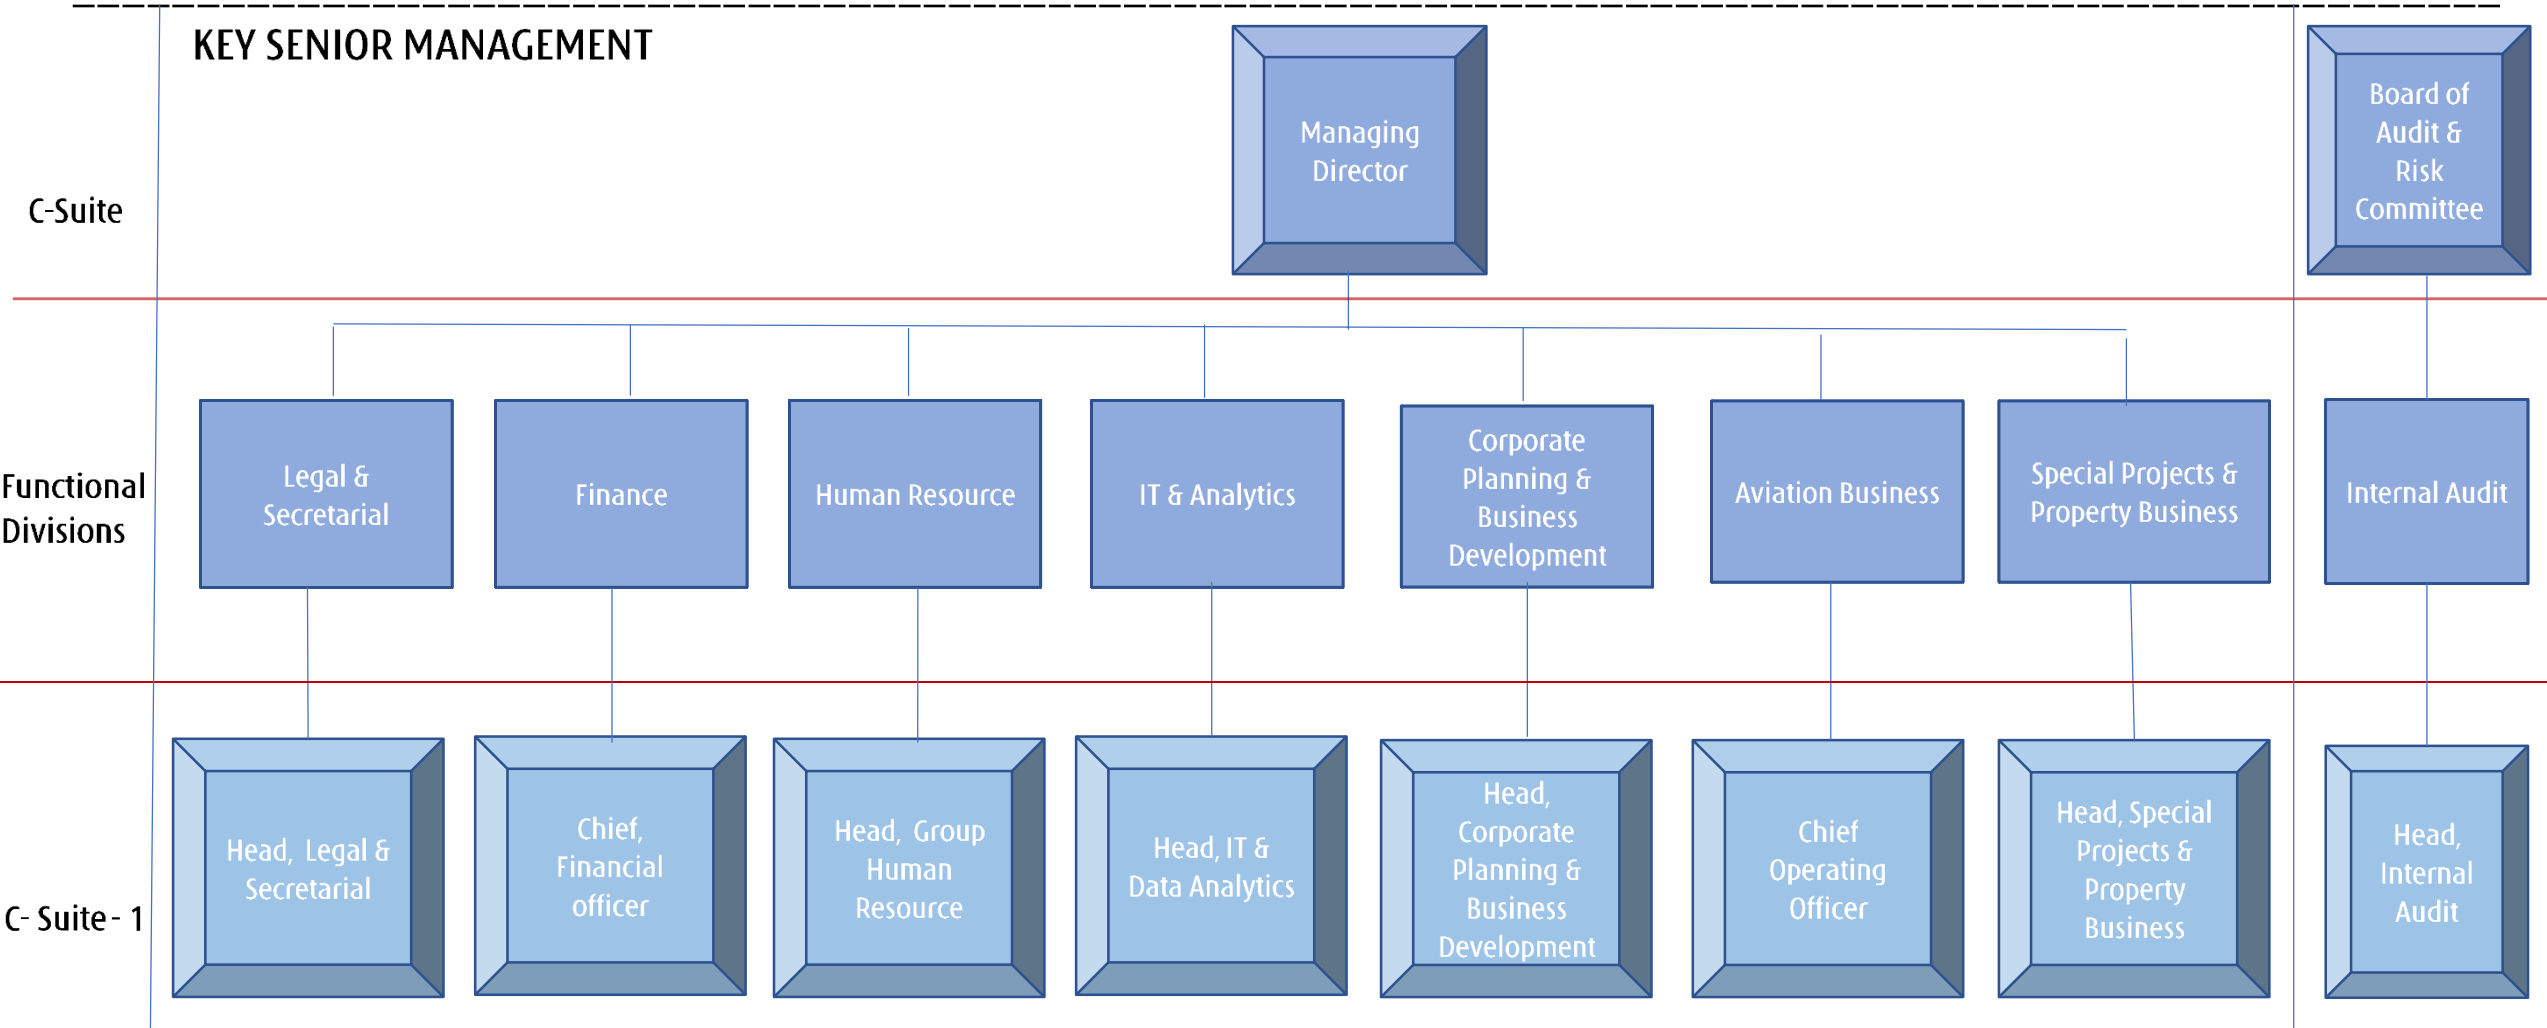 KEY SENIOR MANAGEMENT
C-Suite
Managing
Director
Board of
Audit &
Risk
Committee
Functional
Divisions
Legal &
Secretarial
Finance
Human Resource
IT & Analytics
Corporate
Planning &
Business
Development
Aviation Business
Special Projects &
Property Business
Internal Audit
C- Suite - 1
Head, Legal &
Secretarial
Chief,
Financial
officer
Head, Group
Human
Resource
Head, IT &
Data Analytics
Head,
Corporate
Planning &
Business
Development
Chief
Operating
Officer
Head, Special
Projects &
Property
Business
Head,
Internal
Audit